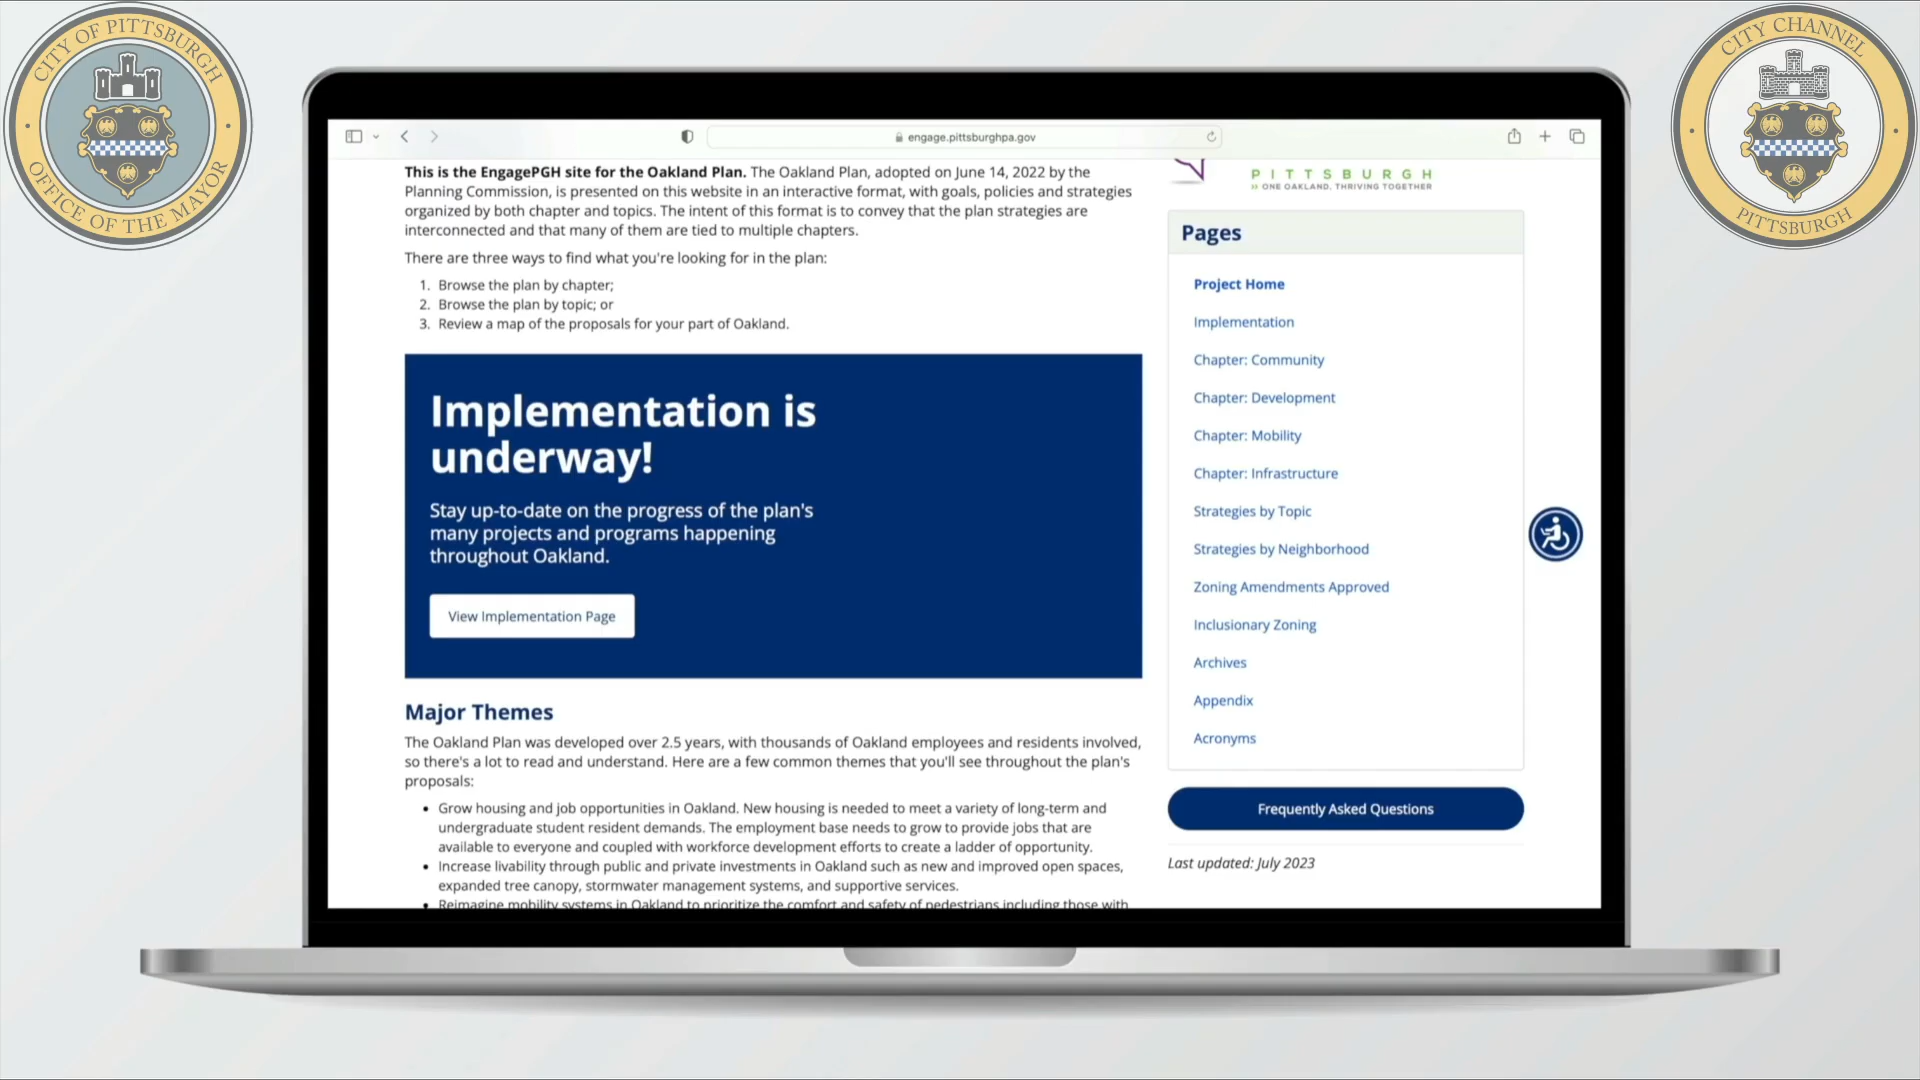 CITY OF PITTSBURGH
OFFICE OF THE MAYOR
CITY CHANNEL
PITTSBURGH
engage.pittsburghpa.gov
This is the EngagePGH site for the Oakland Plan. The Oakland Plan, adopted on June 14, 2022 by the
Planning Commission, is presented on this website in an interactive format, with goals, policies and strategies
organized by both chapter and topics. The intent of this format is to convey that the plan strategies are
interconnected and that many of them are tied to multiple chapters.
There are three ways to find what you're looking for in the plan:
1. Browse the plan by chapter;
2. Browse the plan by topic; or
3. Review a map of the proposals for your part of Oakland.
Implementation is
underway!
Stay up-to-date on the progress of the plan's
many projects and programs happening
throughout Oakland.
View Implementation Page
Major Themes
The Oakland Plan was developed over 2.5 years, with thousands of Oakland employees and residents involved,
so there's a lot to read and understand. Here are a few common themes that you'll see throughout the plan's
proposals:
• Grow housing and job opportunities in Oakland. New housing is needed to meet a variety of long-term and
undergraduate student resident demands. The employment base needs to grow to provide jobs that are
available to everyone and coupled with workforce development efforts to create a ladder of opportunity.
• Increase livability through public and private investments in Oakland such as new and improved open spaces,
expanded tree canopy, stormwater management systems, and supportive services.
• Reimagine mobility systems in Oakland to prioritize the comfort and safety of pedestrians including those with
PITTSBURGH
» ONE OAKLAND, THRIVING TOGETHER
Pages
Project Home
Implementation
Chapter: Community
Chapter: Development
Chapter: Mobility
Chapter: Infrastructure
Strategies by Topic
Strategies by Neighborhood
Zoning Amendments Approved
Inclusionary Zoning
Archives
Appendix
Acronyms
Frequently Asked Questions
Last updated: July 2023